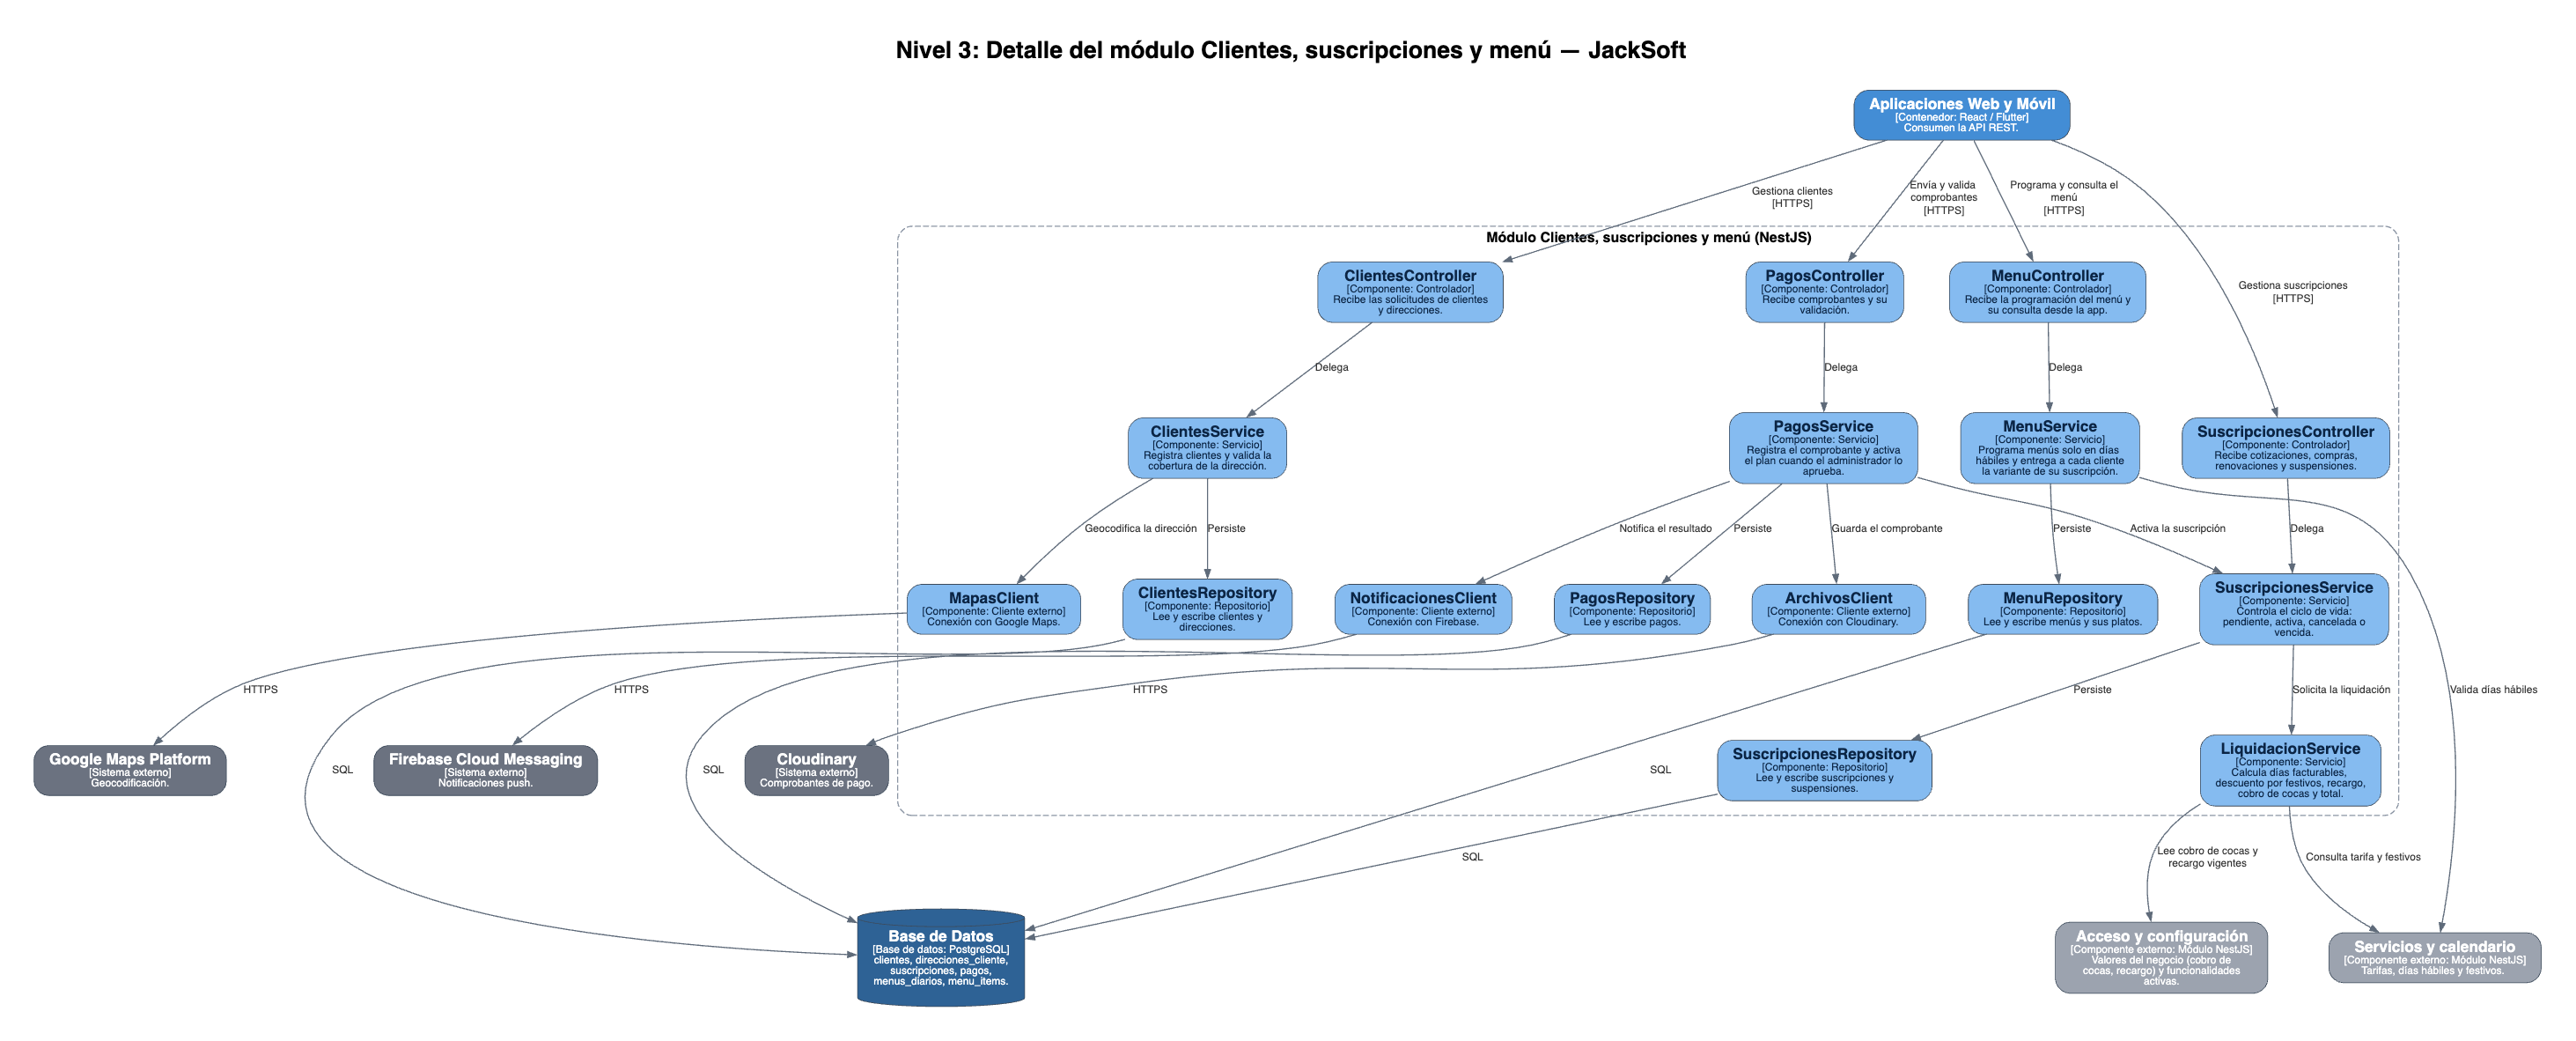 Nivel 3: Detalle del módulo Clientes, suscripciones y menú — JackSoft
Aplicaciones Web y Móvil
[Contenedor: React / Flutter]
Consumen la API REST.
Gestiona clientes
[HTTPS]
Envía y valida
comprobantes
[HTTPS]
Programa y consulta el
menú
[HTTPS]
Gestiona suscripciones
[HTTPS]
Módulo Clientes, suscripciones y menú (NestJS)
ClientesController
[Componente: Controlador]
Recibe las solicitudes de clientes
y direcciones.
PagosController
[Componente: Controlador]
Recibe comprobantes y su
validación.
MenuController
[Componente: Controlador]
Recibe la programación del menú y
su consulta desde la app.
Delega
Delega
Delega
ClientesService
[Componente: Servicio]
Registra clientes y valida la
cobertura de la dirección.
PagosService
[Componente: Servicio]
Registra el comprobante y activa
el plan cuando el administrador lo
aprueba.
MenuService
[Componente: Servicio]
Programa menús solo en días
hábiles y entrega a cada cliente
la variante de su suscripción.
SuscripcionesController
[Componente: Controlador]
Recibe cotizaciones, compras,
renovaciones y suspensiones.
Geocodifica la dirección
Persiste
Notifica el resultado
Persiste
Guarda el comprobante
Persiste
Activa la suscripción
Delega
MapasClient
[Componente: Cliente externo]
Conexión con Google Maps.
ClientesRepository
[Componente: Repositorio]
Lee y escribe clientes y
direcciones.
NotificacionesClient
[Componente: Cliente externo]
Conexión con Firebase.
PagosRepository
[Componente: Repositorio]
Lee y escribe pagos.
ArchivosClient
[Componente: Cliente externo]
Conexión con Cloudinary.
MenuRepository
[Componente: Repositorio]
Lee y escribe menús y sus platos.
SuscripcionesService
[Componente: Servicio]
Controla el ciclo de vida:
pendiente, activa, cancelada o
vencida.
HTTPS
HTTPS
HTTPS
Persiste
Solicita la liquidación
Valida días hábiles
Google Maps Platform
[Sistema externo]
Geocodificación.
SQL
Firebase Cloud Messaging
[Sistema externo]
Notificaciones push.
SQL
Cloudinary
[Sistema externo]
Comprobantes de pago.
SQL
SuscripcionesRepository
[Componente: Repositorio]
Lee y escribe suscripciones y
suspensiones.
LiquidacionService
[Componente: Servicio]
Calcula días facturables,
descuento por festivos, recargo,
cobro de cocas y total.
SQL
Lee cobro de cocas y
recargo vigentes
Consulta tarifa y festivos
Base de Datos
[Base de datos: PostgreSQL]
clientes, direcciones_cliente,
suscripciones, pagos,
menus_diarios, menu_items.
Acceso y configuración
[Componente externo: Módulo NestJS]
Valores del negocio (cobro de
cocas, recargo) y funcionalidades
activas.
Servicios y calendario
[Componente externo: Módulo NestJS]
Tarifas, días hábiles y festivos.